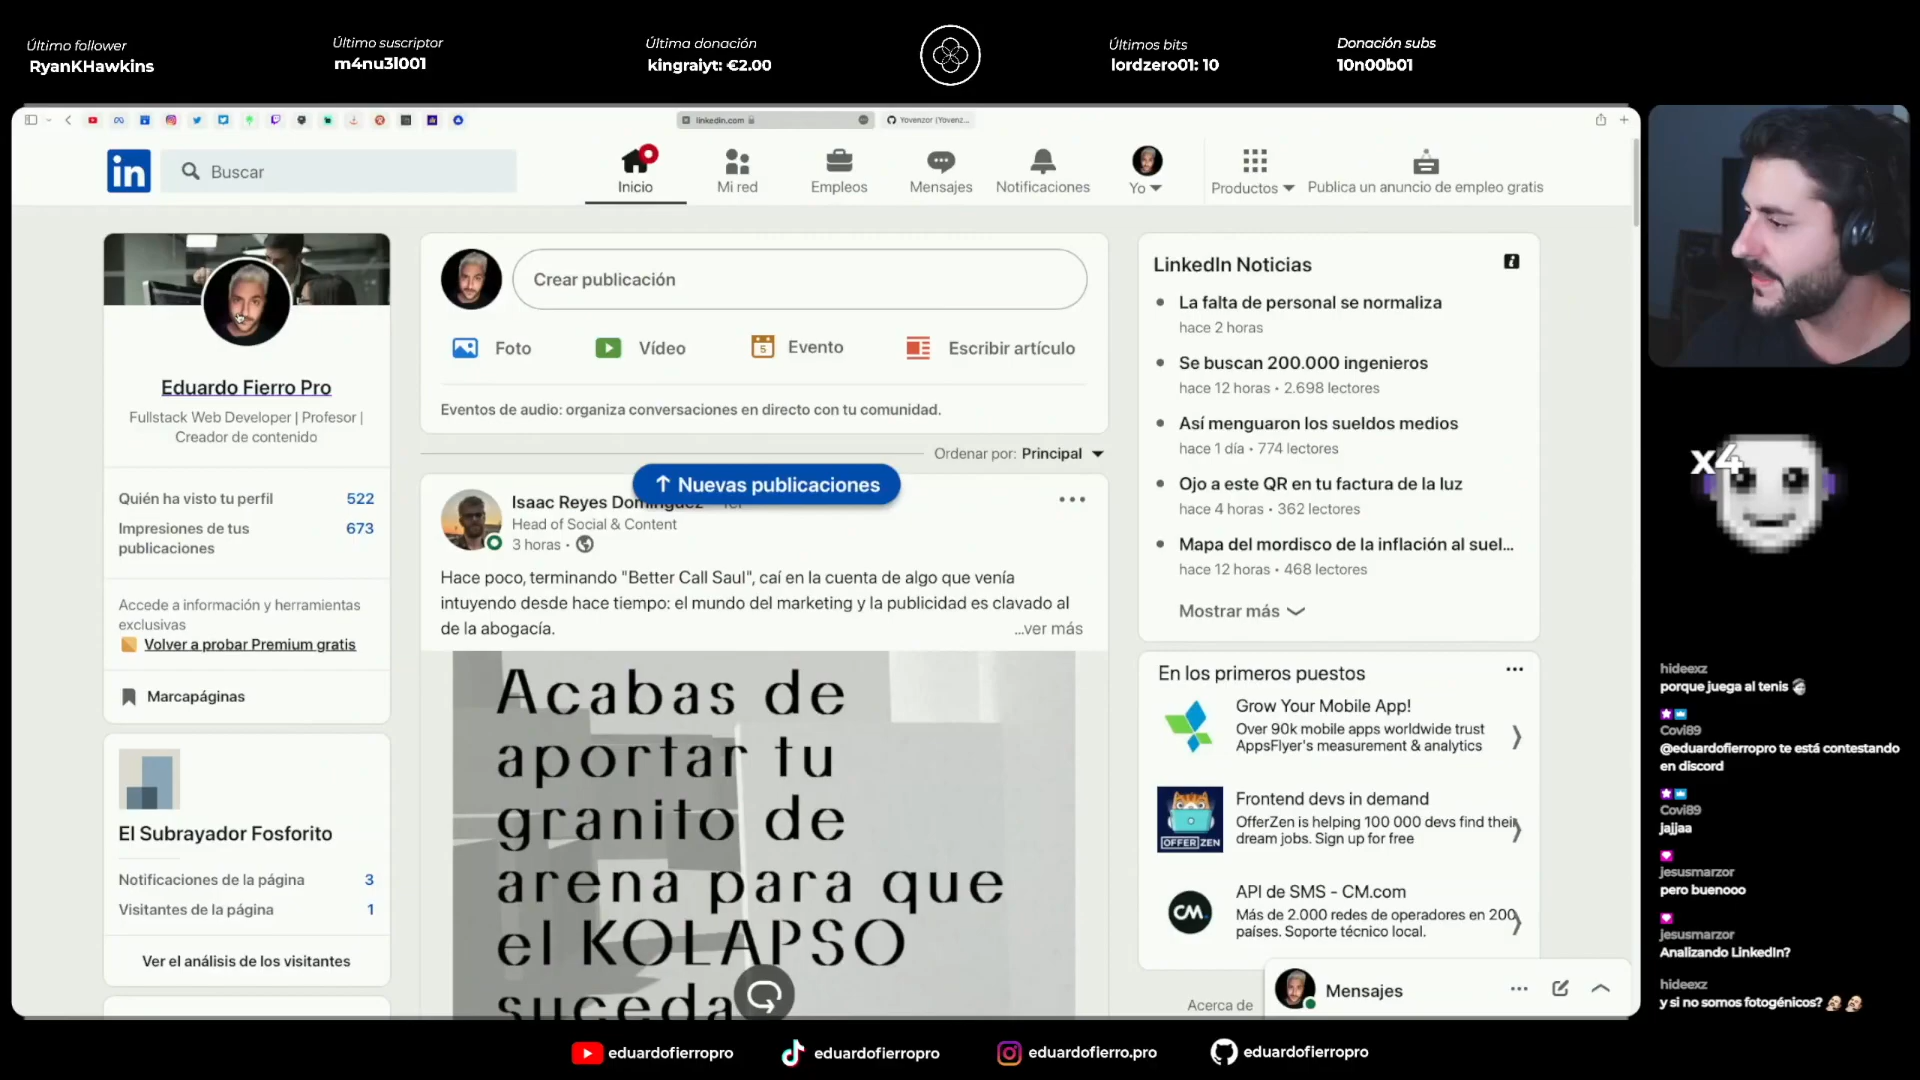 Último follower
RyanKHawkins
Último suscriptor
m4nu3l001
Última donación
kingraiyt: €2.00
Últimos bits
lordzero01: 10
Donación subs
10n00b01
linkedin.com
Yovenzor (Yovenz...
in
Buscar
Inicio
Mi red
Empleos
Mensajes
Notificaciones
Yo
Productos
Publica un anuncio de empleo gratis
Eduardo Fierro Pro
Fullstack Web Developer | Profesor |
Creador de contenido
Quién ha visto tu perfil 522
Impresiones de tus 673
publicaciones
Accede a información y herramientas
exclusivas
Volver a probar Premium gratis
Marcapáginas
El Subrayador Fosforito
Notificaciones de la página 3
Visitantes de la página 1
Ver el análisis de los visitantes
Crear publicación
Foto
Vídeo
5
Evento
Escribir artículo
Eventos de audio: organiza conversaciones en directo con tu comunidad.
Ordenar por: Principal
Nuevas publicaciones
Isaac Reyes Domínguez
Head of Social & Content
3 horas •
Hace poco, terminando "Better Call Saul", caí en la cuenta de algo que venía
intuyendo desde hace tiempo: el mundo del marketing y la publicidad es clavado al
de la abogacía.
...ver más
Acabas de
aportar tu
granito de
arena para que
el KOLAPSO
suceda
LinkedIn Noticias
La falta de personal se normaliza
hace 2 horas
Se buscan 200.000 ingenieros
hace 12 horas • 2.698 lectores
Así menguaron los sueldos medios
hace 1 día • 774 lectores
Ojo a este QR en tu factura de la luz
hace 4 horas • 362 lectores
Mapa del mordisco de la inflación al suel...
hace 12 horas • 468 lectores
Mostrar más
En los primeros puestos
Grow Your Mobile App!
Over 90k mobile apps worldwide trust
AppsFlyer's measurement & analytics
OFFERZEN
Frontend devs in demand
OfferZen is helping 100 000 devs find their
dream jobs. Sign up for free
CM.
API de SMS - CM.com
Más de 2.000 redes de operadores en 200
países. Soporte técnico local.
Acerca de
Mensajes
x4
hideexz
porque juega al tenis
Covi89
@eduardofierropro te está contestando
en discord
Covi89
jajjaa
jesusmarzor
pero buenooo
jesusmarzor
Analizando LinkedIn?
hideexz
y si no somos fotogénicos?
eduardofierropro
eduardofierropro
eduardofierro.pro
eduardofierropro